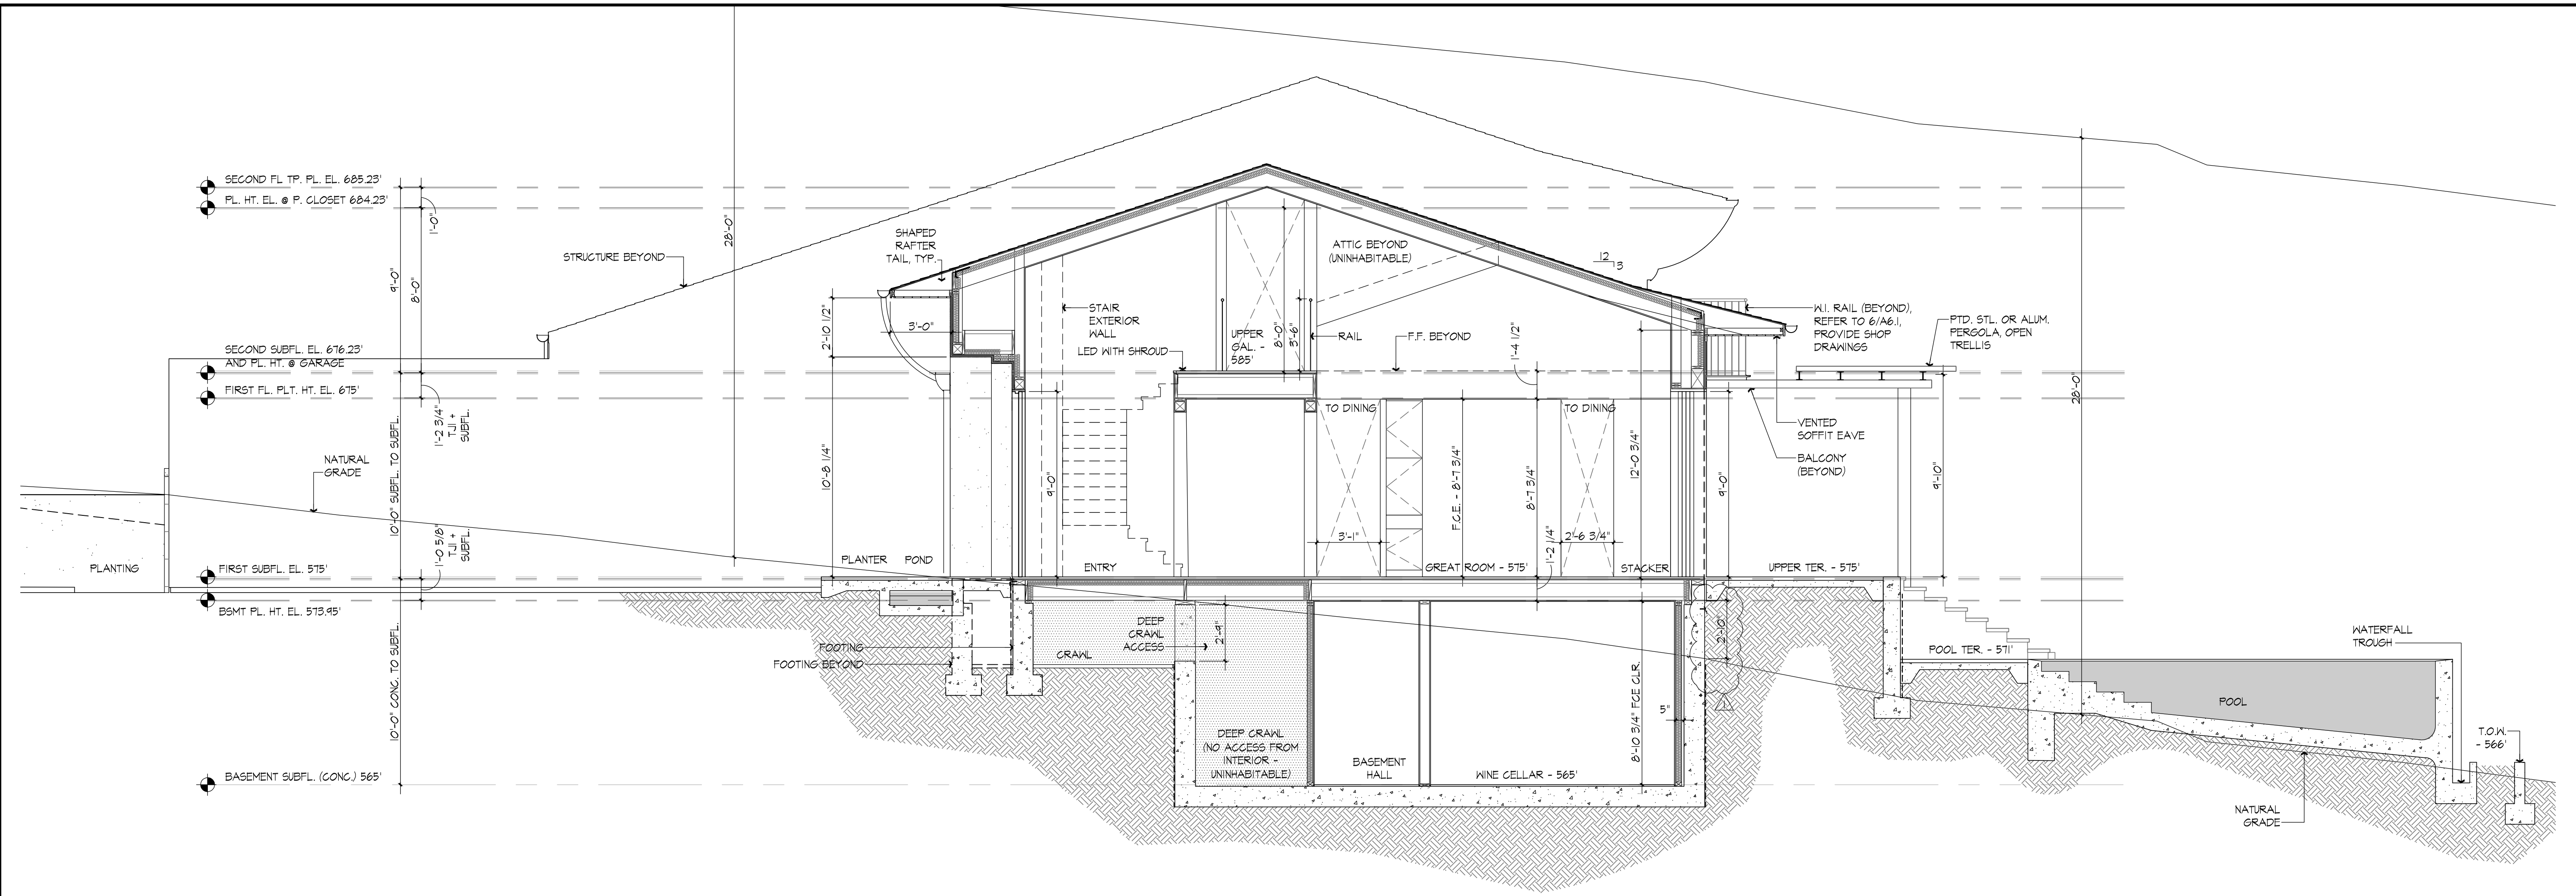 SECOND FL TP. PL. EL. 685.23'
PL. HT. EL. @ P. CLOSET 684.23'
1'-0"
28'-0"
STRUCTURE BEYOND
SHAPED
RAFTER
TAIL, TYP.
9'-0"
8'-0"
SECOND SUBFL. EL. 676.23'
AND PL. HT. @ GARAGE
FIRST FL. PLT. HT. EL. 675'
1'-2 3/4"
TJI +
SUBFL.
10'-0" SUBFL. TO SUBFL.
NATURAL
GRADE
1'-0 5/8"
TJI +
SUBFL.
PLANTING
FIRST SUBFL. EL. 575'
BSMT PL. HT. EL. 573.95'
10'-0" CONC. TO SUBFL.
BASEMENT SUBFL. (CONC.) 565'
2'-10 1/2"
3'-0"
10'-8 1/4"
PLANTER
POND
STAIR
EXTERIOR
WALL
LED WITH SHROUD
UPPER
GAL. -
585'
8'-0"
3'-6"
RAIL
ATTIC BEYOND
(UNINHABITABLE)
F.F. BEYOND
1'-4 1/2"
12
3
W.I. RAIL (BEYOND),
REFER TO 6/A6.1,
PROVIDE SHOP
DRAWINGS
PTD. STL. OR ALUM.
PERGOLA, OPEN
TRELLIS
28'-0"
VENTED
SOFFIT EAVE
BALCONY
(BEYOND)
9'-10"
9'-0"
TO DINING
TO DINING
F.C.E. - 8'-7 3/4"
8'-7 3/4"
12'-0 3/4"
9'-0"
3'-1"
1'-2 1/4"
2'-6 3/4"
ENTRY
GREAT ROOM - 575'
STACKER
UPPER TER. - 575'
FOOTING
FOOTING BEYOND
CRAWL
DEEP
CRAWL
ACCESS
2'-9"
2'-10"
1
POOL TER. - 571'
WATERFALL
TROUGH
POOL
T.O.W.
- 566'
5"
8'-10 3/4" FCE CLR.
DEEP CRAWL
(NO ACCESS FROM
INTERIOR -
UNINHABITABLE)
BASEMENT
HALL
WINE CELLAR - 565'
NATURAL
GRADE